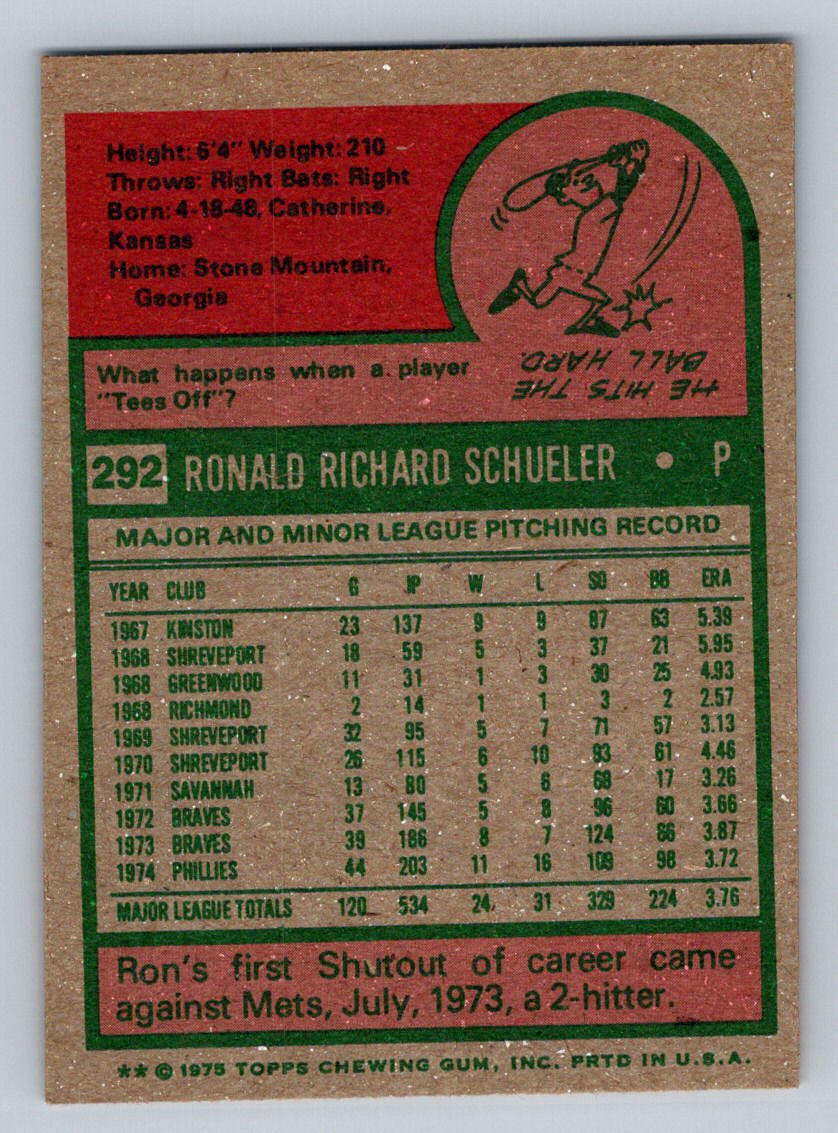 Height: 6'4" Weight: 210
Throws: Right Bats: Right
Born: 4-18-48, Catherine,
Kansas
Home: Stone Mountain,
Georgia
What happens when a player
"Tees Off"?
HE HITS THE
BALL HARD.
292 RONALD RICHARD SCHUELER • P
MAJOR AND MINOR LEAGUE PITCHING RECORD
YEAR CLUB G IP W L SO BB ERA
1967 KINSTON 23 137 9 9 87 63 5.39
1968 SHREVEPORT 18 59 5 3 37 21 5.95
1968 GREENWOOD 11 31 1 3 30 25 4.93
1968 RICHMOND 2 14 1 1 3 2 2.57
1969 SHREVEPORT 32 95 5 7 71 57 3.13
1970 SHREVEPORT 26 115 6 10 93 61 4.46
1971 SAVANNAH 13 80 5 6 68 17 3.26
1972 BRAVES 37 145 5 8 96 60 3.66
1973 BRAVES 39 186 8 7 124 86 3.87
1974 PHILLIES 44 203 11 16 109 98 3.72
MAJOR LEAGUE TOTALS 120 534 24 31 329 224 3.76
Ron's first Shutout of career came
against Mets, July, 1973, a 2-hitter.
** © 1975 TOPPS CHEWING GUM, INC. PRTD IN U.S.A.